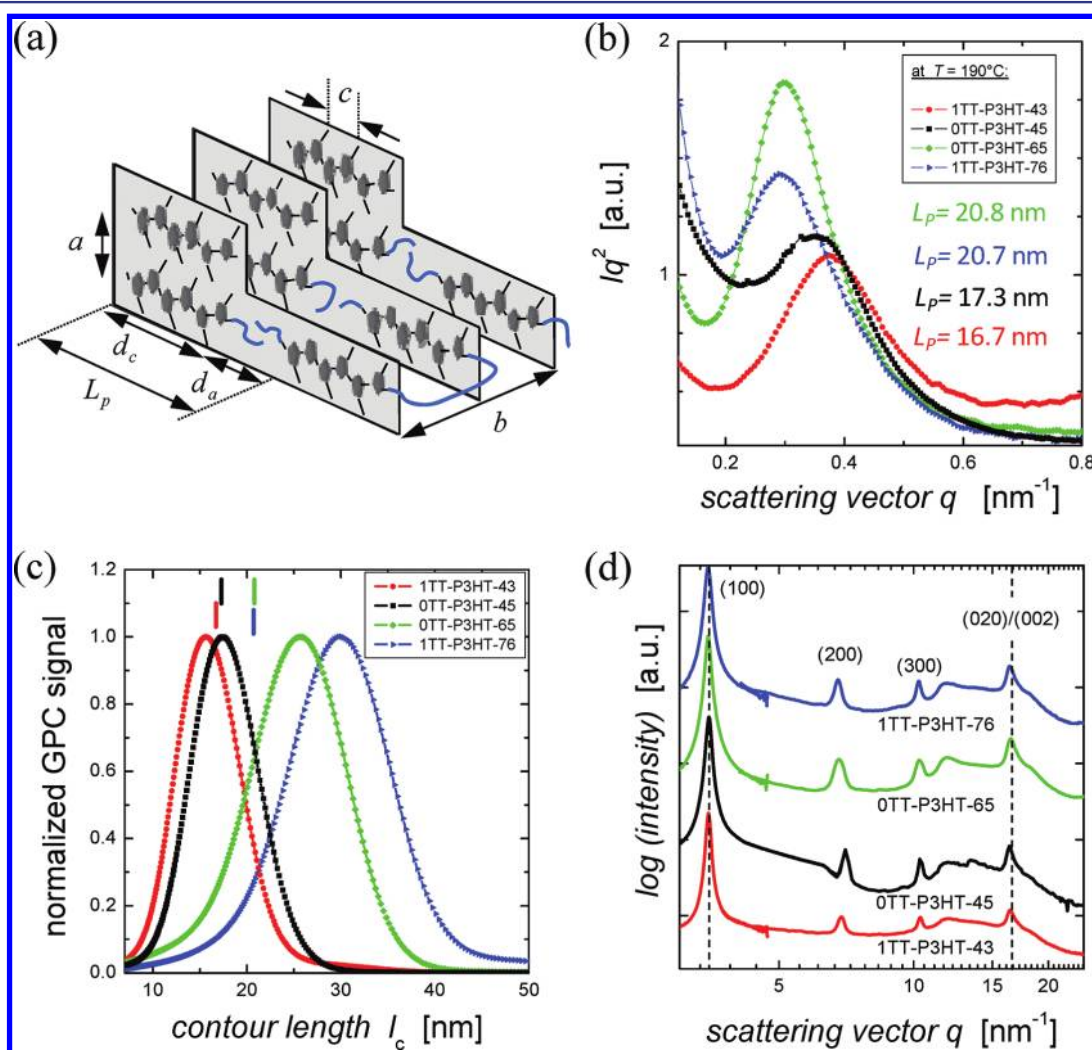 (a)
c
a
d_c
d_a
L_p
b
(b)
2
1
Iq² [a.u.]
at T = 190°C:
1TT-P3HT-43
0TT-P3HT-45
0TT-P3HT-65
1TT-P3HT-76
L_P= 20.8 nm
L_P= 20.7 nm
L_P= 17.3 nm
L_P= 16.7 nm
0.2 0.4 0.6 0.8
scattering vector q [nm⁻¹]
(c)
normalized GPC signal
1.2
1.0
0.8
0.6
0.4
0.2
0.0
1TT-P3HT-43
0TT-P3HT-45
0TT-P3HT-65
1TT-P3HT-76
10 20 30 40 50
contour length l_c [nm]
(d)
log (intensity) [a.u.]
(100)
(200)
(300)
(020)/(002)
1TT-P3HT-76
0TT-P3HT-65
0TT-P3HT-45
1TT-P3HT-43
5 10 15 20
scattering vector q [nm⁻¹]